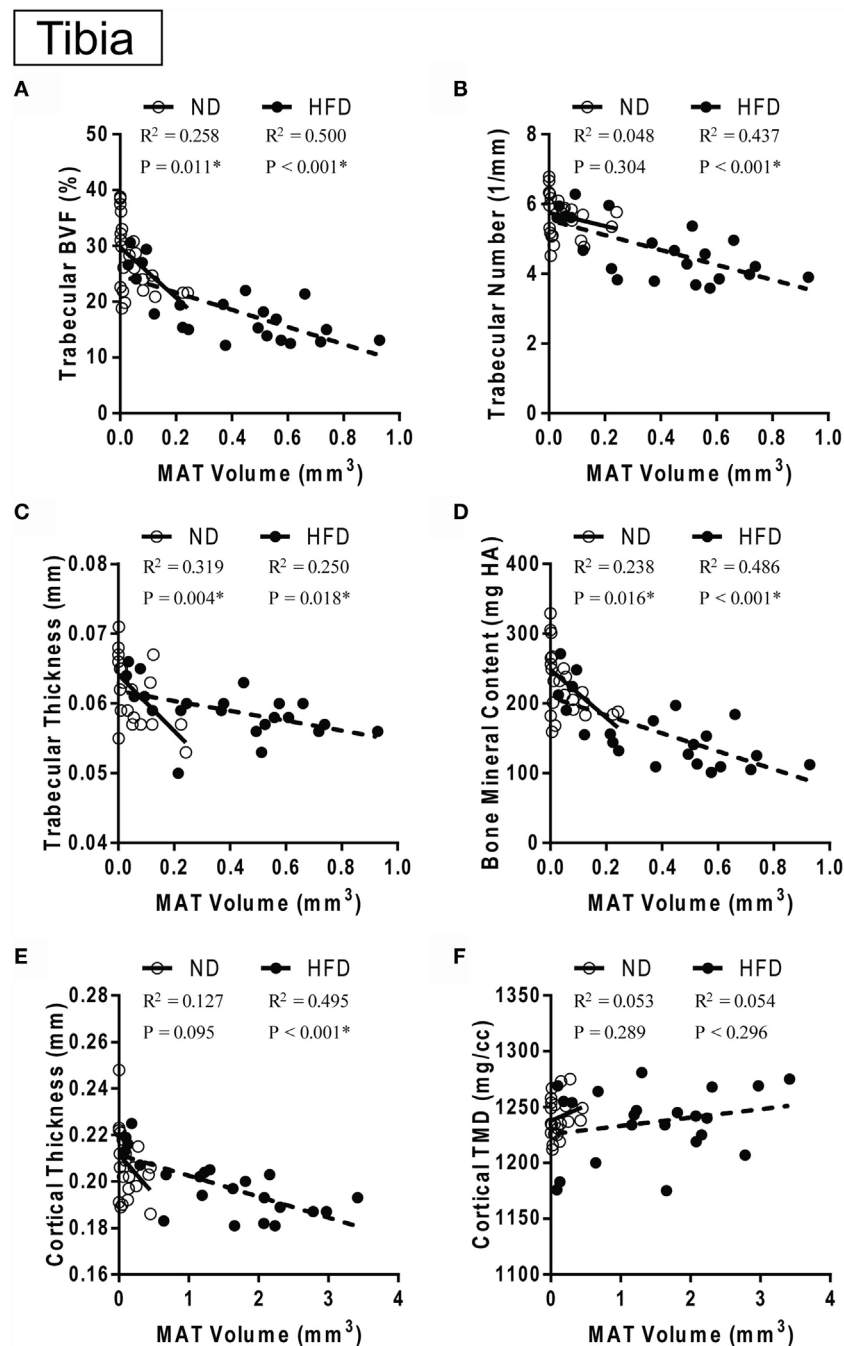 Tibia
A
ND HFD
R² = 0.258 R² = 0.500
P = 0.011* P < 0.001*
Trabecular BVF (%)
50
40
30
20
10
0
0.0 0.2 0.4 0.6 0.8 1.0
MAT Volume (mm³)
B
ND HFD
R² = 0.048 R² = 0.437
P = 0.304 P < 0.001*
Trabecular Number (1/mm)
8
6
4
2
0
0.0 0.2 0.4 0.6 0.8 1.0
MAT Volume (mm³)
C
ND HFD
R² = 0.319 R² = 0.250
P = 0.004* P = 0.018*
Trabecular Thickness (mm)
0.08
0.07
0.06
0.05
0.04
0.0 0.2 0.4 0.6 0.8 1.0
MAT Volume (mm³)
D
ND HFD
R² = 0.238 R² = 0.486
P = 0.016* P < 0.001*
Bone Mineral Content (mg HA)
400
300
200
100
0
0.0 0.2 0.4 0.6 0.8 1.0
MAT Volume (mm³)
E
ND HFD
R² = 0.127 R² = 0.495
P = 0.095 P < 0.001*
Cortical Thickness (mm)
0.28
0.26
0.24
0.22
0.20
0.18
0.16
0 1 2 3 4
MAT Volume (mm³)
F
ND HFD
R² = 0.053 R² = 0.054
P = 0.289 P < 0.296
Cortical TMD (mg/cc)
1350
1300
1250
1200
1150
1100
0 1 2 3 4
MAT Volume (mm³)